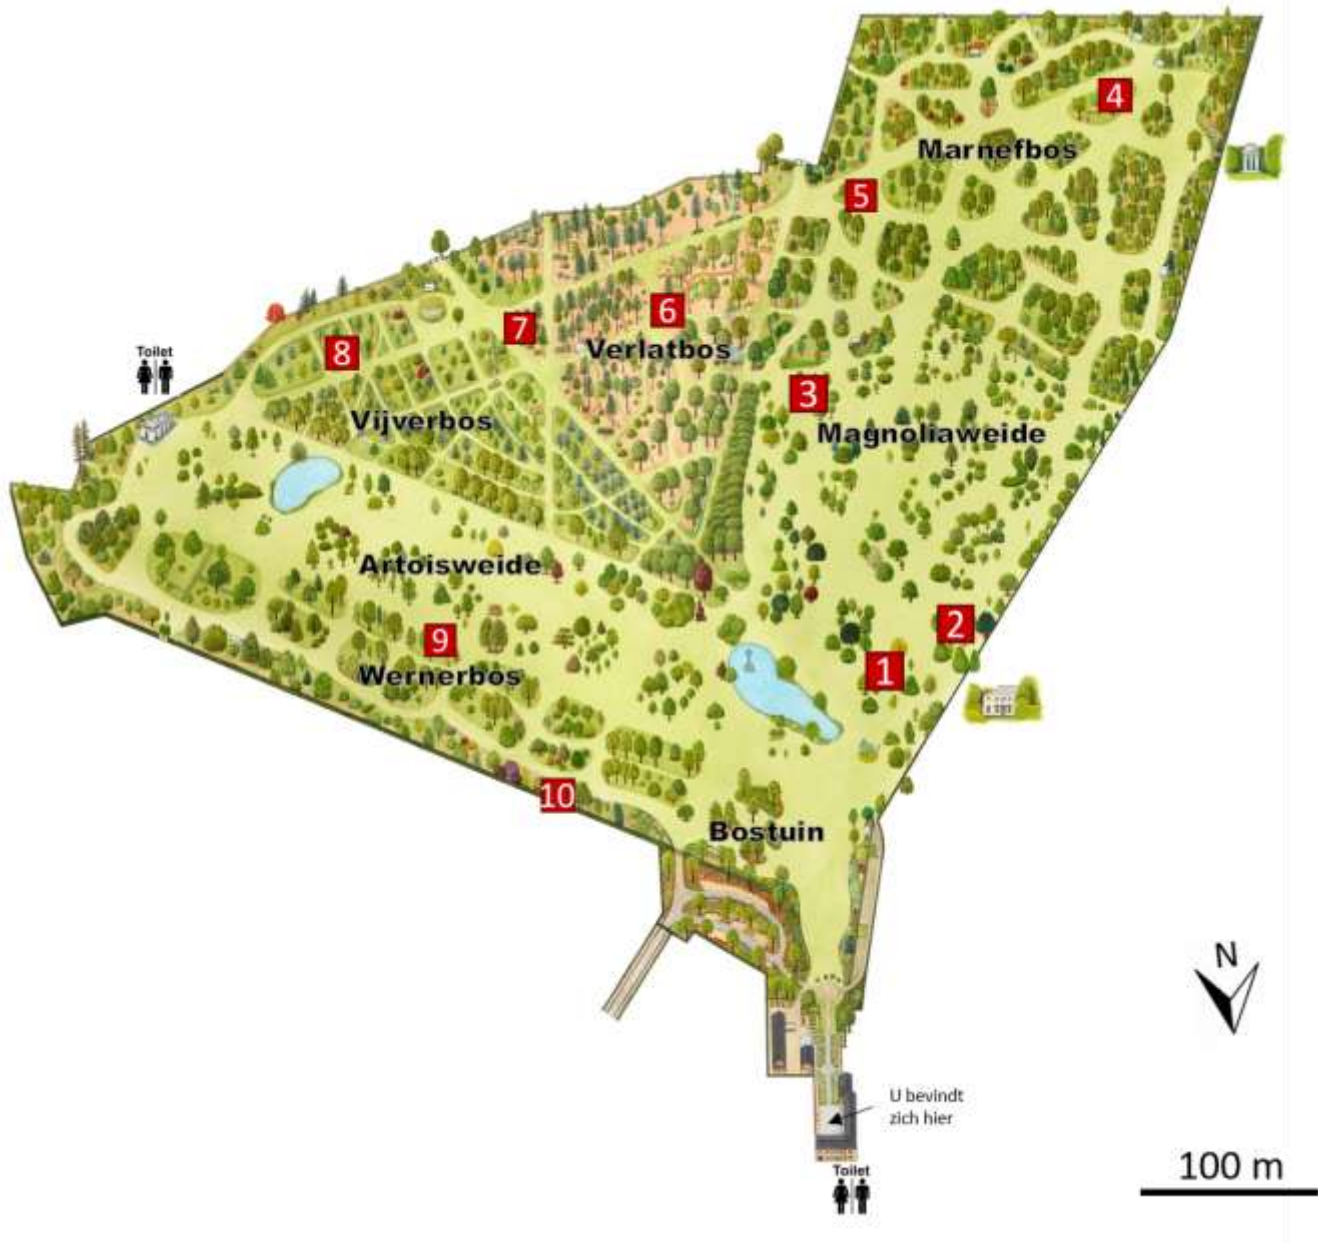 4
Marnefbos
5
6
7
Verlatbos
8
Toilet
3
Vijverbos
Magnoliaweide
Artoisweide
2
9
1
Wernerbos
10
Bostuin
N
U bevindt
zich hier
100 m
Toilet